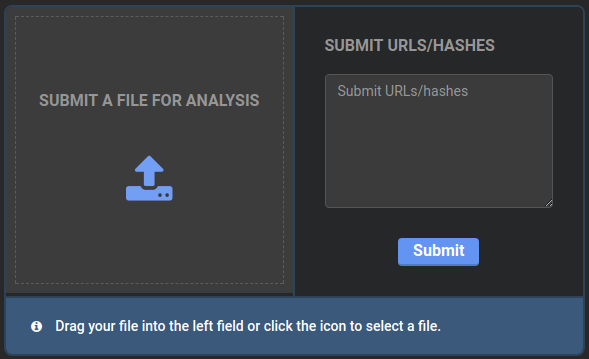 SUBMIT A FILE FOR ANALYSIS
SUBMIT URLS/HASHES
Submit URLs/hashes
Submit
Drag your file into the left field or click the icon to select a file.